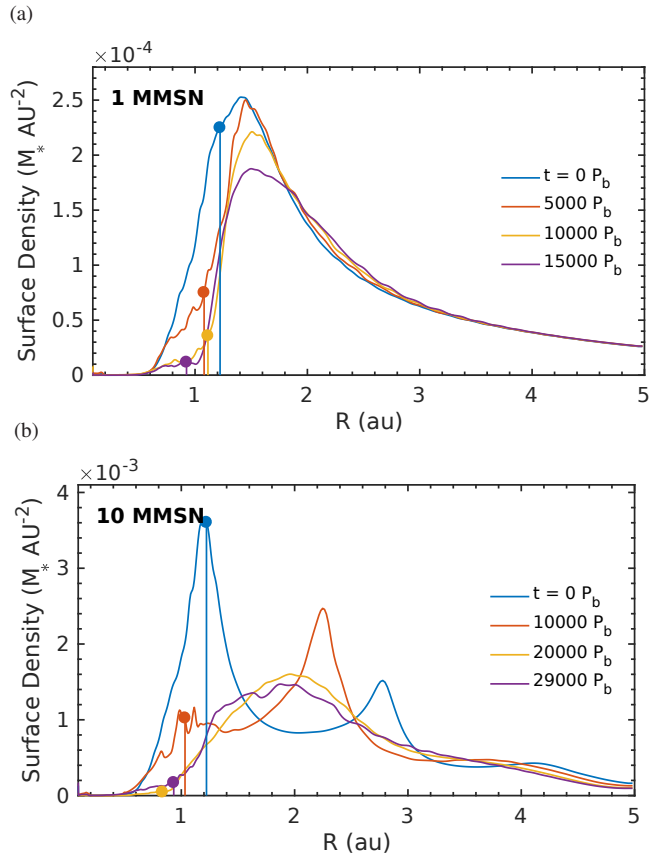 (a)
×10⁻⁴
1 MMSN
2.5
2
1.5
1
0.5
0
Surface Density (M* AU⁻²)
t = 0 P_b
5000 P_b
10000 P_b
15000 P_b
1 2 3 4 5
R (au)
(b)
×10⁻³
10 MMSN
4
3
2
1
0
Surface Density (M* AU⁻²)
t = 0 P_b
10000 P_b
20000 P_b
29000 P_b
1 2 3 4 5
R (au)